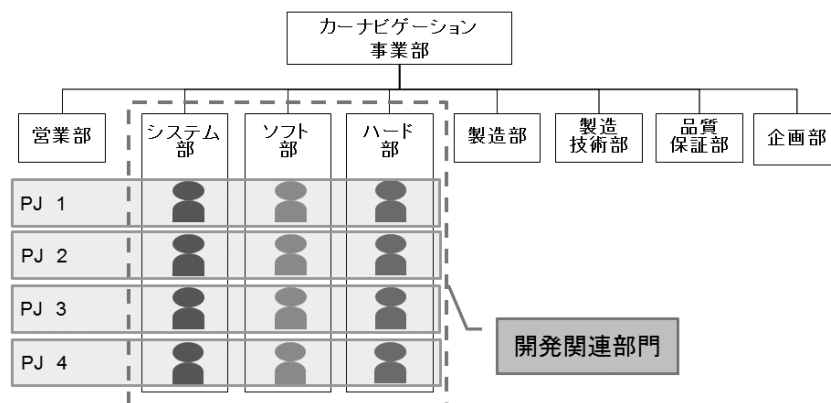 カーナビゲーション
事業部
営業部
システム
部
ソフト
部
ハード
部
製造部
製造
技術部
品質
保証部
企画部
PJ 1
PJ 2
PJ 3
PJ 4
開発関連部門